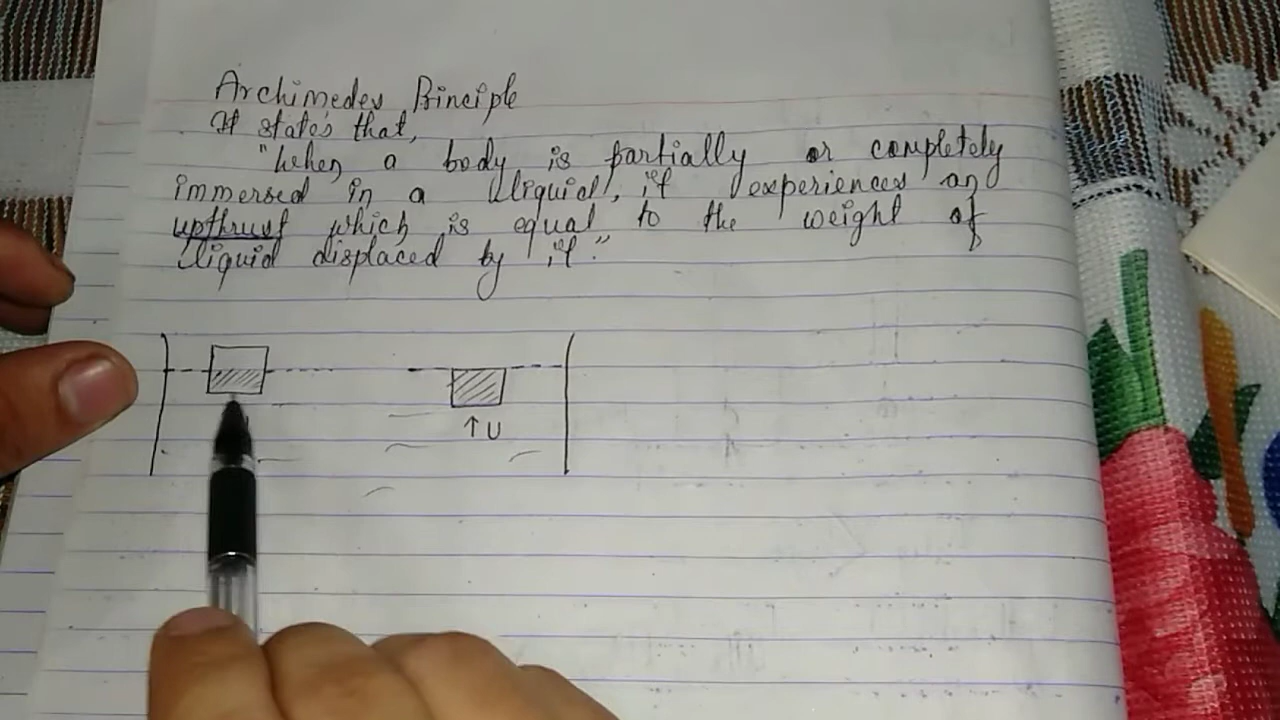 Archimedes Principle
It states that,
"When a body is partially or completely
immersed in a liquid, it experiences an
upthrust which is equal to the weight of
liquid displaced by it."
↑U